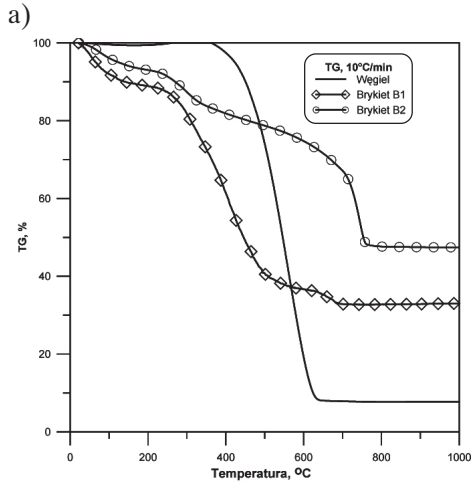 a)
TG, 10°C/min
Węgiel
Brykiet B1
Brykiet B2
100
80
60
40
20
0
TG, %
0 200 400 600 800 1000
Temperatura, °C